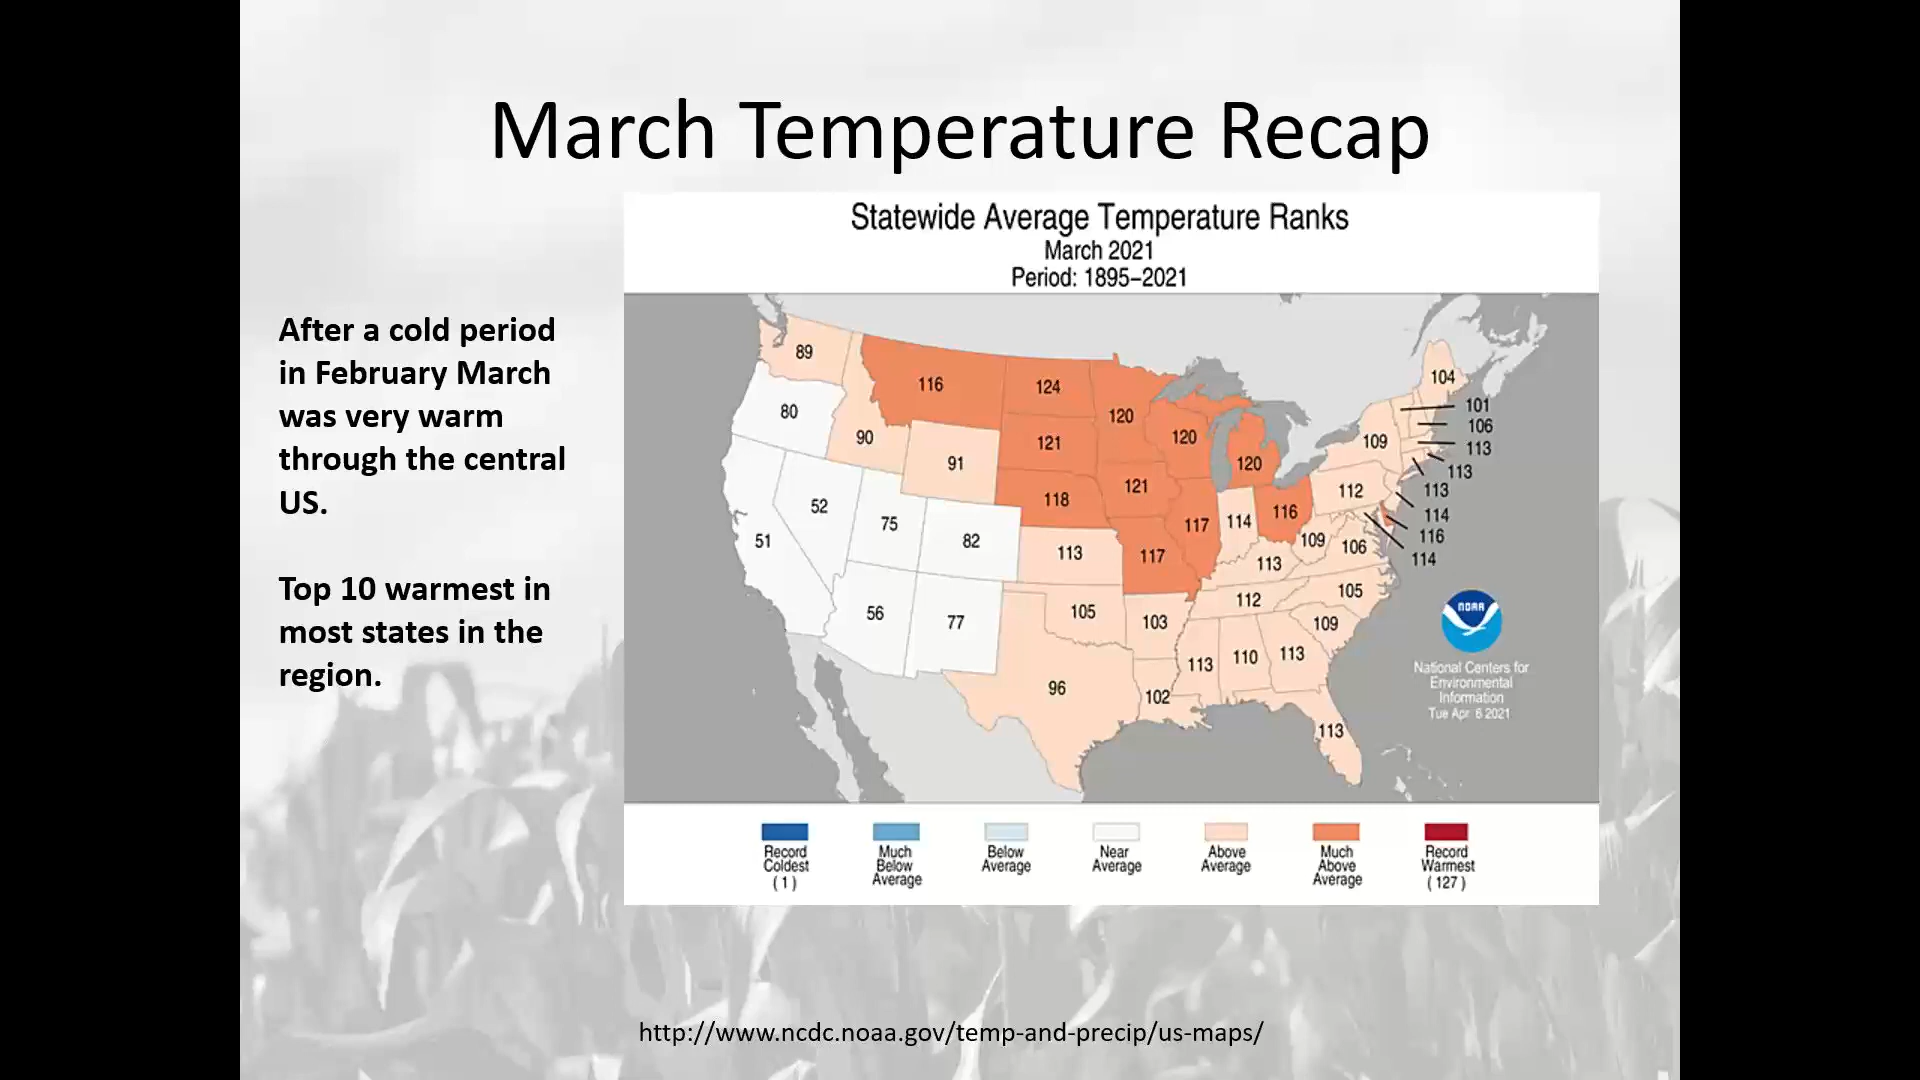 March Temperature Recap
Statewide Average Temperature Ranks
March 2021
Period: 1895–2021
After a cold period
in February March
was very warm
through the central
US.
Top 10 warmest in
most states in the
region.
89
116
124
120
104
80
90
91
121
120
120
109
101
106
113
113
118
121
112
113
114
116
114
52
75
82
51
117
114
116
113
117
109
106
113
105
56
77
105
103
112
109
96
102
113
110
113
113
NOAA
National Centers for
Environmental
Information
Tue Apr 6 2021
Record
Coldest
(1)
Much
Below
Average
Below
Average
Near
Average
Above
Average
Much
Above
Average
Record
Warmest
(127)
http://www.ncdc.noaa.gov/temp-and-precip/us-maps/